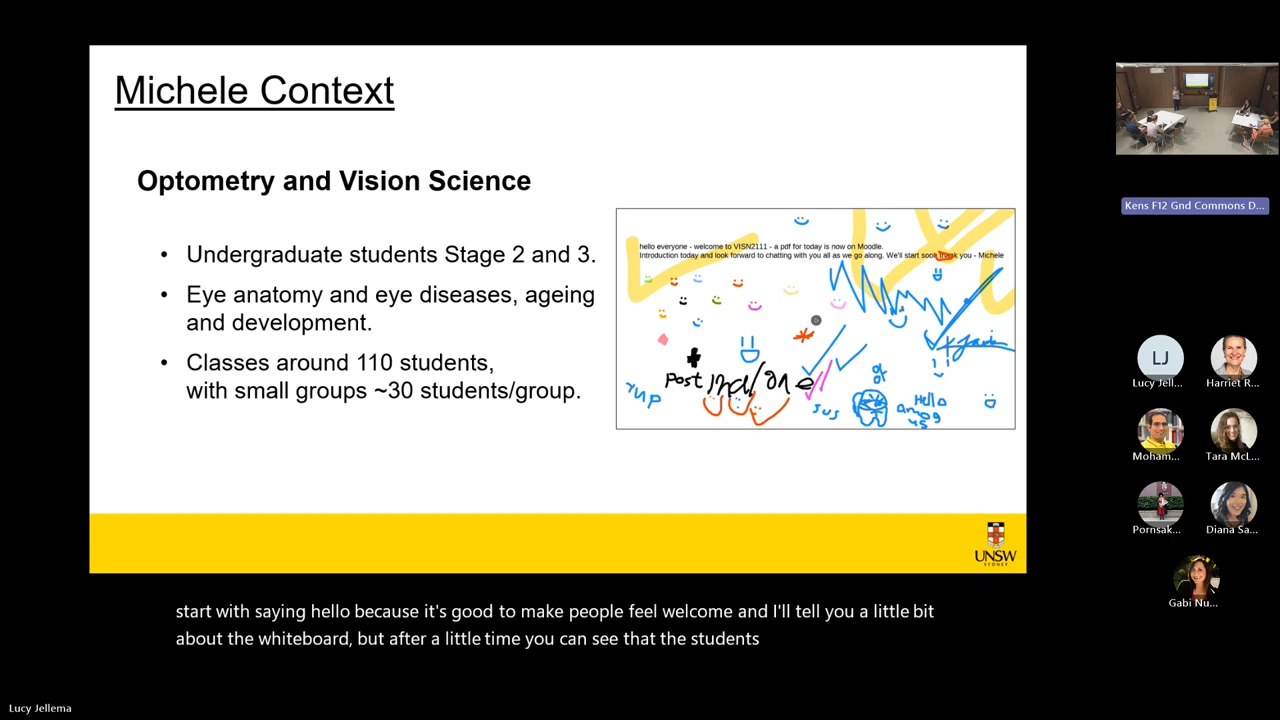 Michele Context
Optometry and Vision Science
• Undergraduate students Stage 2 and 3.
• Eye anatomy and eye diseases, ageing
and development.
• Classes around 110 students,
with small groups ~30 students/group.
hello everyone - welcome to VISN2111 - a pdf for today is now on Moodle.
Introduction today and look forward to chatting with you all as we go along. We'll start soon thank you - Michele
post
yup
sus
Hello
among
us
UNSW
SYDNEY
Kens F12 Gnd Commons D...
LJ
Lucy Jell...
Harriet R...
Moham...
Tara McL...
Pornsak...
Diana Sa...
Gabi Nu...
start with saying hello because it's good to make people feel welcome and I'll tell you a little bit
about the whiteboard, but after a little time you can see that the students
Lucy Jellema